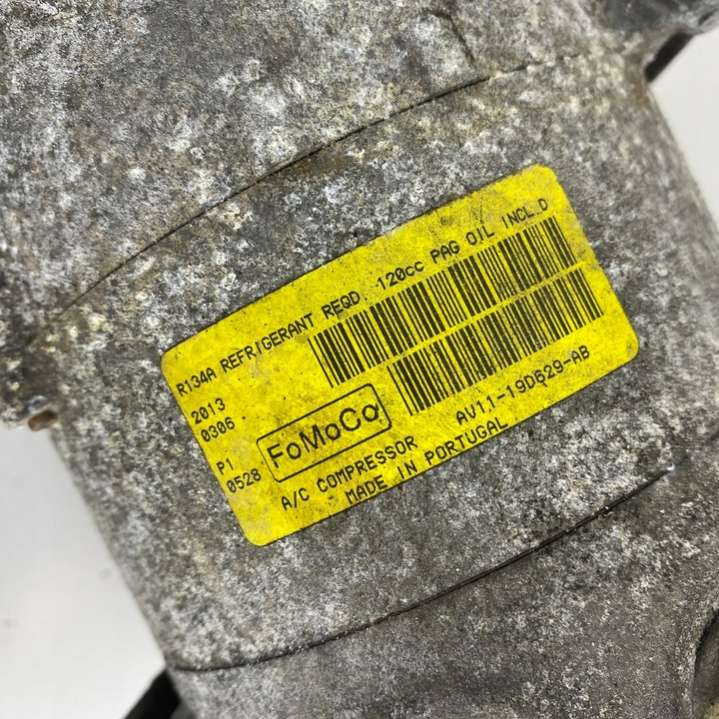 R134A REFRIGERANT REQD. 120cc PAG OIL INCL.D
2013
0306
P1
0528
FoMoCo
AV11-19D629-AB
A/C COMPRESSOR
MADE IN PORTUGAL